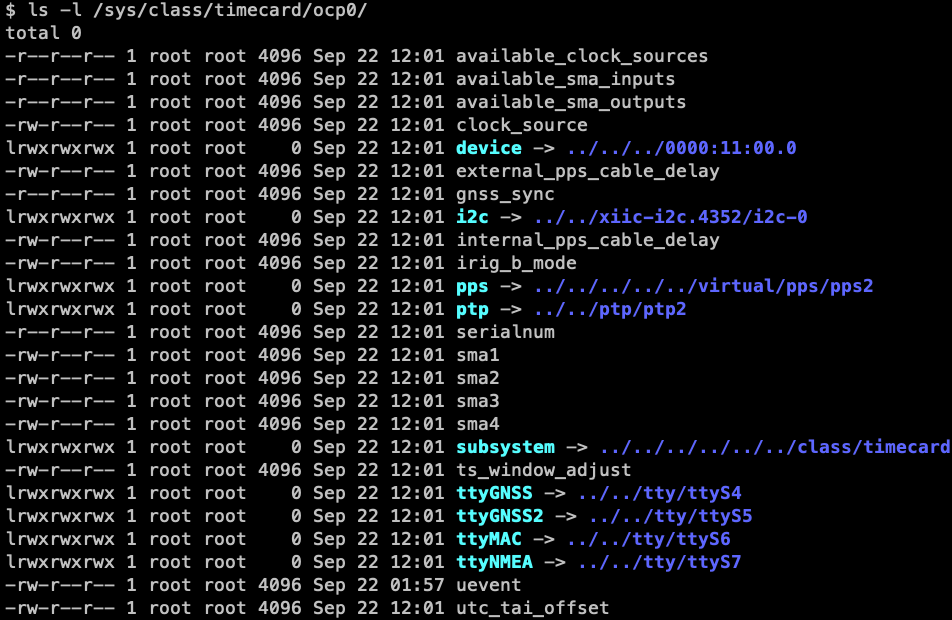 $ ls -l /sys/class/timecard/ocp0/
total 0
-r--r--r-- 1 root root 4096 Sep 22 12:01 available_clock_sources
-r--r--r-- 1 root root 4096 Sep 22 12:01 available_sma_inputs
-r--r--r-- 1 root root 4096 Sep 22 12:01 available_sma_outputs
-rw-r--r-- 1 root root 4096 Sep 22 12:01 clock_source
lrwxrwxrwx 1 root root    0 Sep 22 12:01 device -> ../../../0000:11:00.0
-rw-r--r-- 1 root root 4096 Sep 22 12:01 external_pps_cable_delay
-r--r--r-- 1 root root 4096 Sep 22 12:01 gnss_sync
lrwxrwxrwx 1 root root    0 Sep 22 12:01 i2c -> ../../xiic-i2c.4352/i2c-0
-rw-r--r-- 1 root root 4096 Sep 22 12:01 internal_pps_cable_delay
-rw-r--r-- 1 root root 4096 Sep 22 12:01 irig_b_mode
lrwxrwxrwx 1 root root    0 Sep 22 12:01 pps -> ../../../../../virtual/pps/pps2
lrwxrwxrwx 1 root root    0 Sep 22 12:01 ptp -> ../../ptp/ptp2
-r--r--r-- 1 root root 4096 Sep 22 12:01 serialnum
-rw-r--r-- 1 root root 4096 Sep 22 12:01 sma1
-rw-r--r-- 1 root root 4096 Sep 22 12:01 sma2
-rw-r--r-- 1 root root 4096 Sep 22 12:01 sma3
-rw-r--r-- 1 root root 4096 Sep 22 12:01 sma4
lrwxrwxrwx 1 root root    0 Sep 22 12:01 subsystem -> ../../../../../../class/timecard
-rw-r--r-- 1 root root 4096 Sep 22 12:01 ts_window_adjust
lrwxrwxrwx 1 root root    0 Sep 22 12:01 ttyGNSS -> ../../tty/ttyS4
lrwxrwxrwx 1 root root    0 Sep 22 12:01 ttyGNSS2 -> ../../tty/ttyS5
lrwxrwxrwx 1 root root    0 Sep 22 12:01 ttyMAC -> ../../tty/ttyS6
lrwxrwxrwx 1 root root    0 Sep 22 12:01 ttyNMEA -> ../../tty/ttyS7
-rw-r--r-- 1 root root 4096 Sep 22 01:57 uevent
-rw-r--r-- 1 root root 4096 Sep 22 12:01 utc_tai_offset